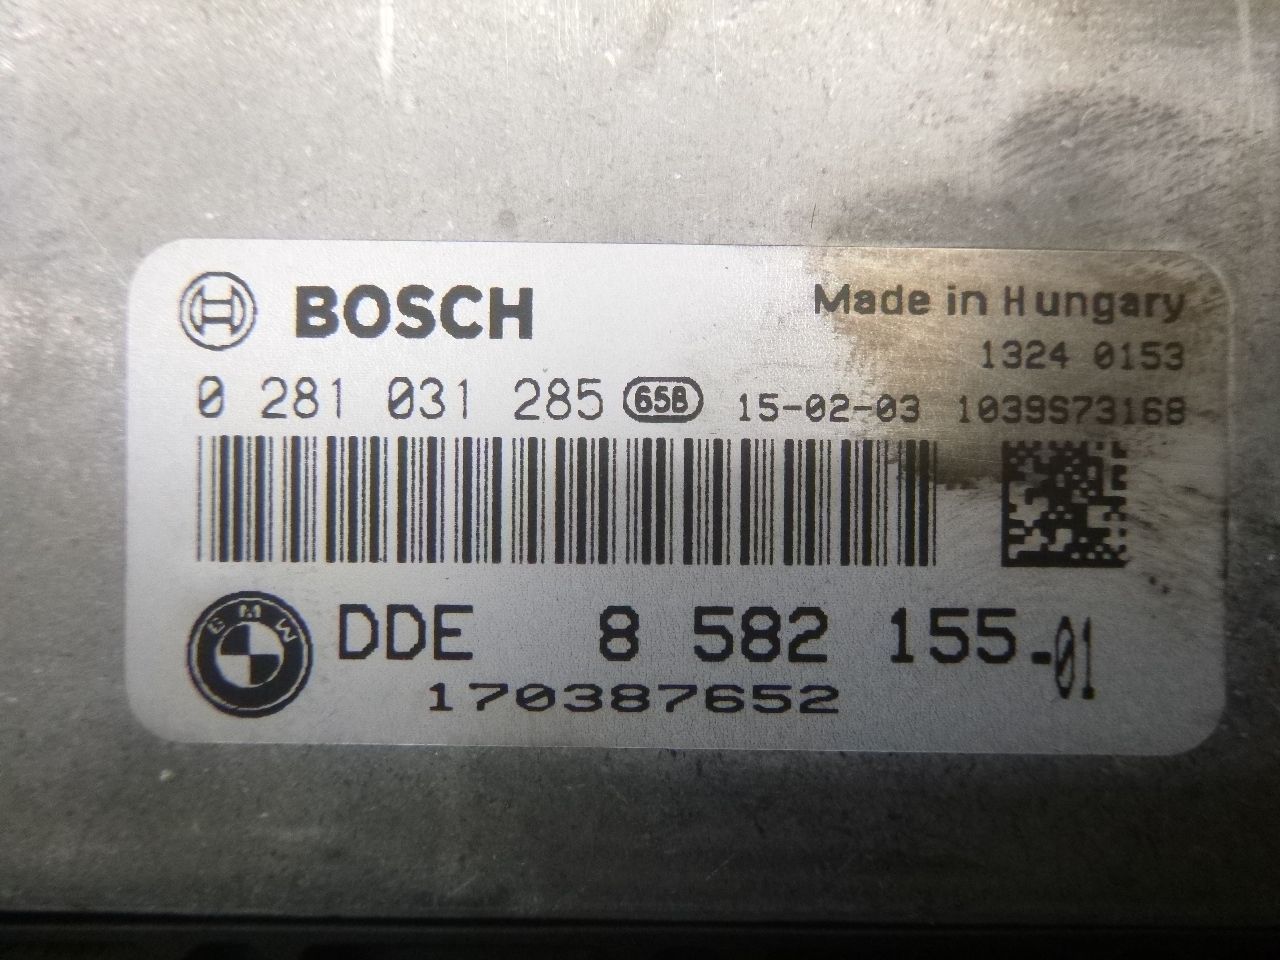 BOSCH
Made in Hungary
1324 0153
0 281 031 285 65B 15-02-03 1039S73168
BMW DDE 8 582 155-01
170387652